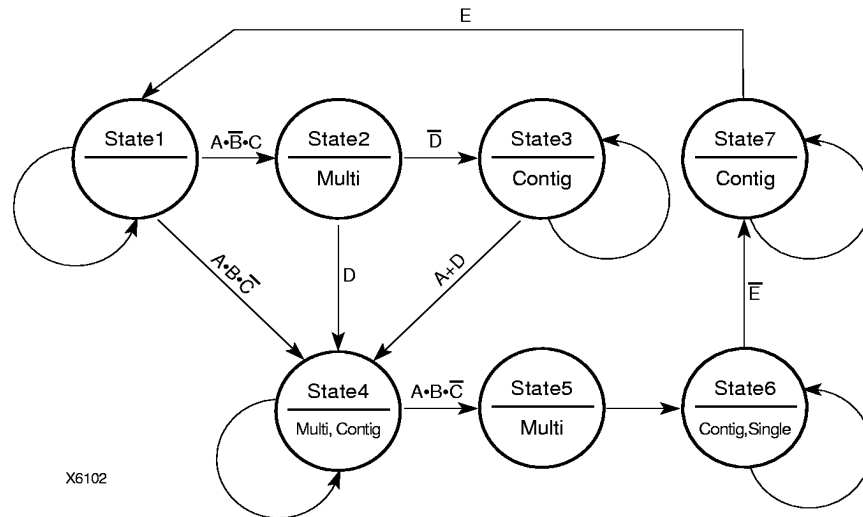 E
State1
A•B̅•C
State2
Multi
D̅
State3
Contig
State7
Contig
A•B•C̅
D
A+D
E̅
State4
Multi, Contig
A•B•C̅
State5
Multi
State6
Contig,Single
X6102